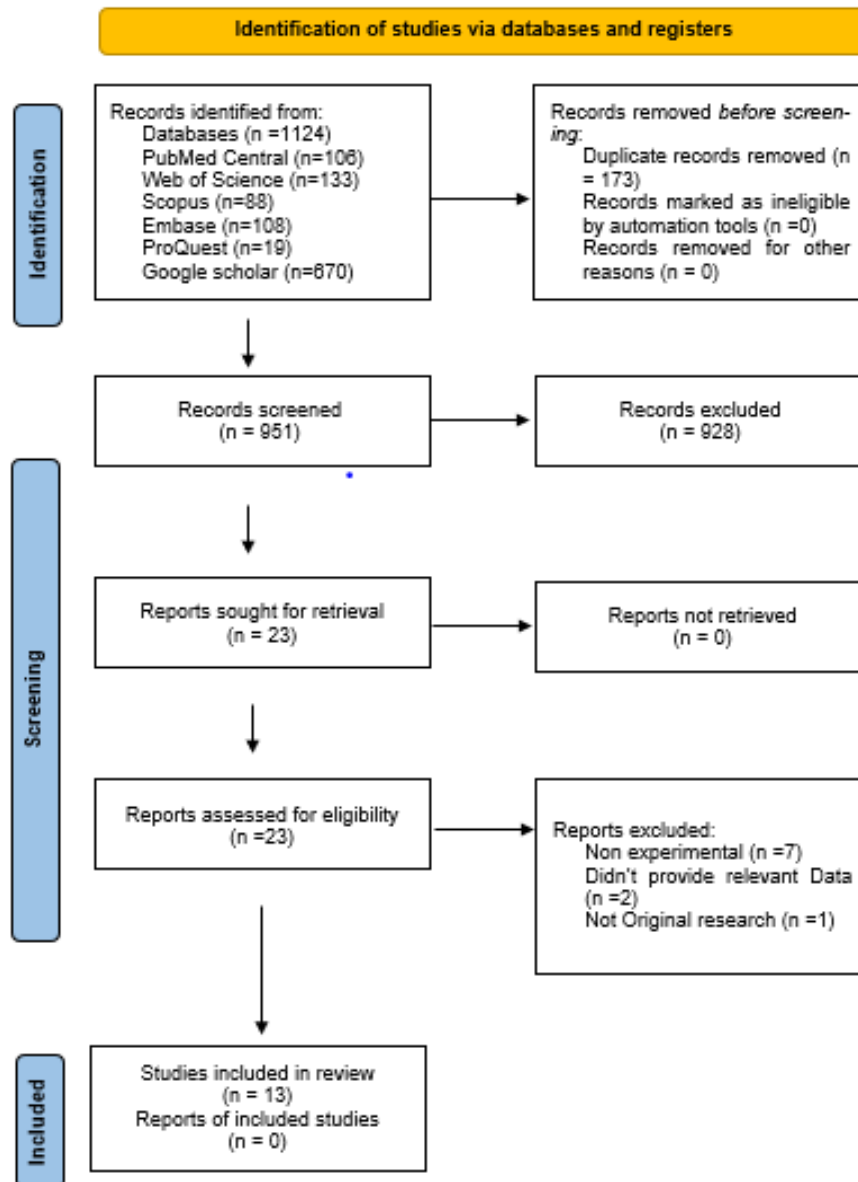 Identification of studies via databases and registers
Identification
Records identified from:
Databases (n =1124)
PubMed Central (n=106)
Web of Science (n=133)
Scopus (n=88)
Embase (n=108)
ProQuest (n=19)
Google scholar (n=670)
Records removed before screen-
ing:
Duplicate records removed (n
= 173)
Records marked as ineligible
by automation tools (n =0)
Records removed for other
reasons (n = 0)
Records screened
(n = 951)
Records excluded
(n = 928)
Screening
Reports sought for retrieval
(n = 23)
Reports not retrieved
(n = 0)
Reports assessed for eligibility
(n =23)
Reports excluded:
Non experimental (n =7)
Didn't provide relevant Data
(n =2)
Not Original research (n =1)
Included
Studies included in review
(n = 13)
Reports of included studies
(n = 0)